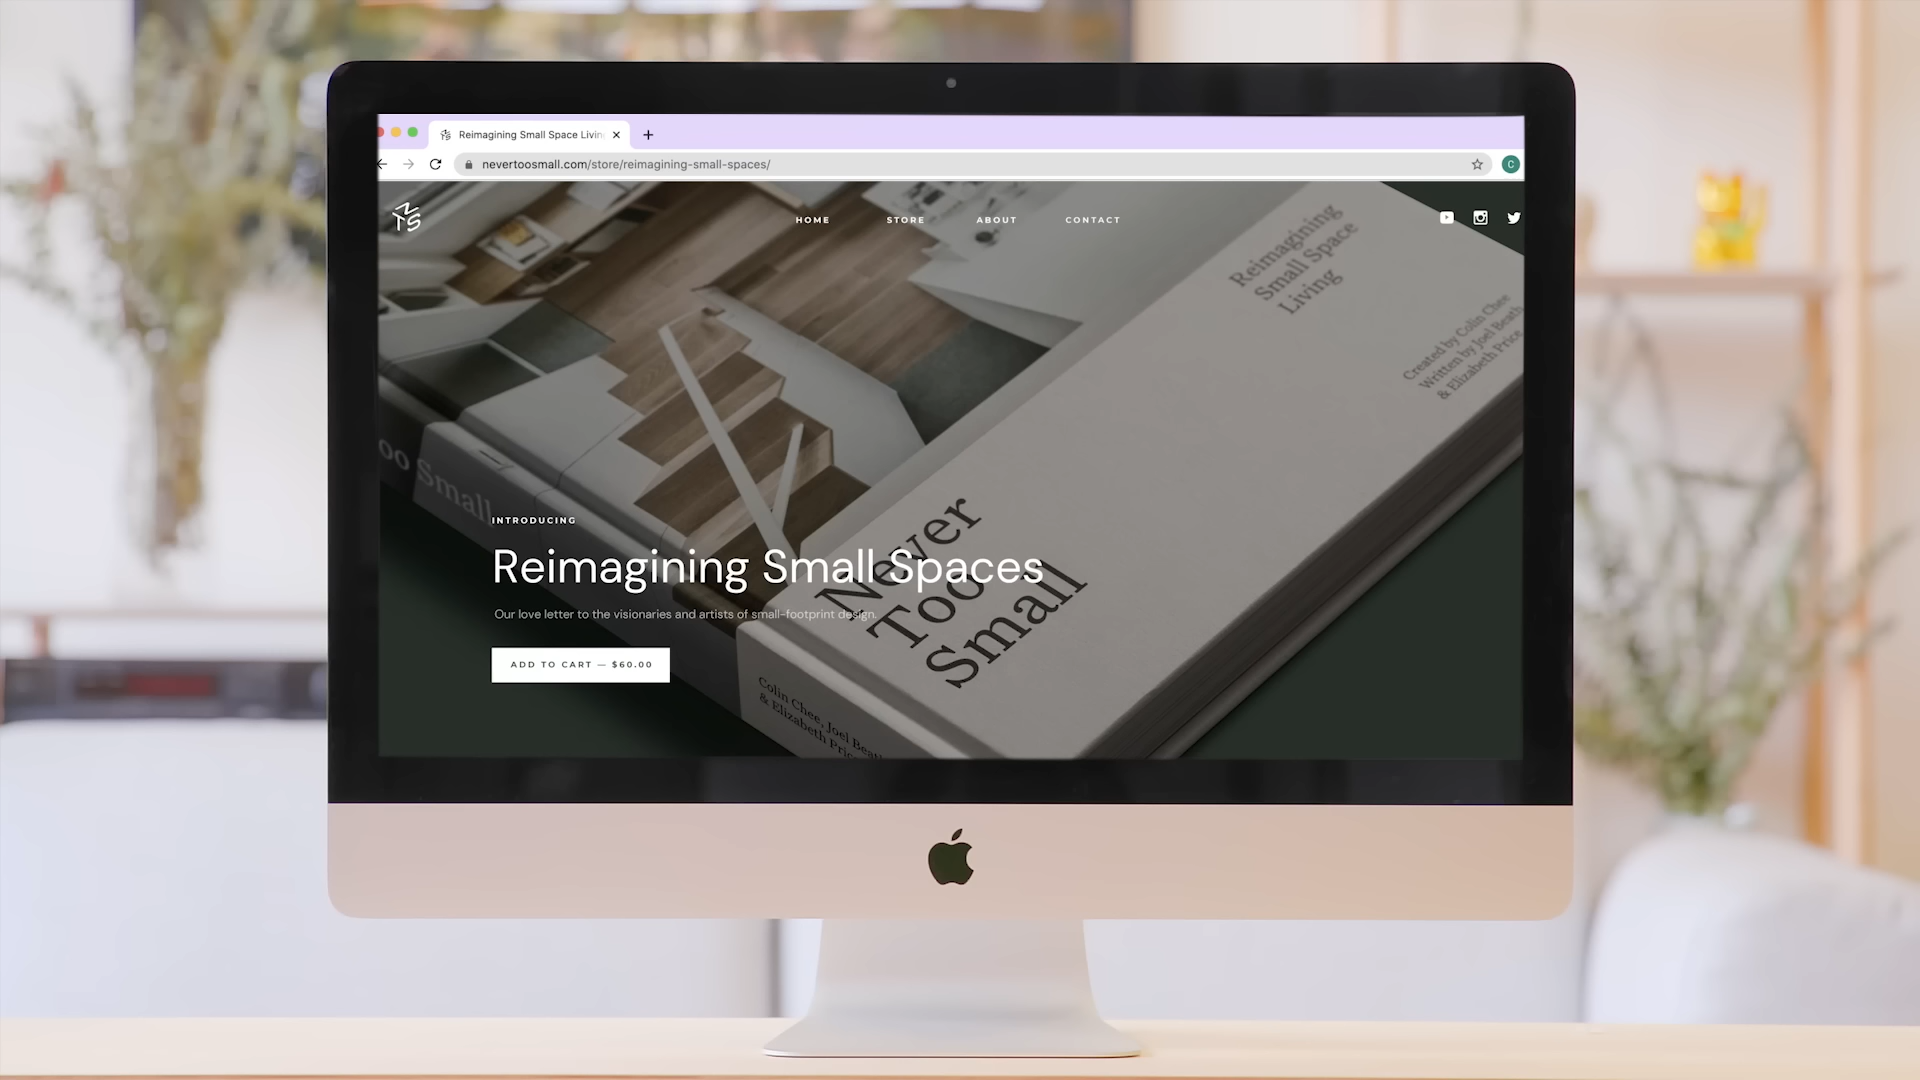 Reimagining Small Space Livin
nevertoosmall.com/store/reimagining-small-spaces/
C
NTS
HOME
STORE
ABOUT
CONTACT
Reimagining
Small Space
Living
Created by Colin Chee
Written by Joel Beath
& Elizabeth Price
oo Small
INTRODUCING
Reimagining Small Spaces
Our love letter to the visionaries and artists of small-footprint design.
ADD TO CART — $60.00
Never
Too
Small
Colin Chee, Joel Beath
& Elizabeth Price